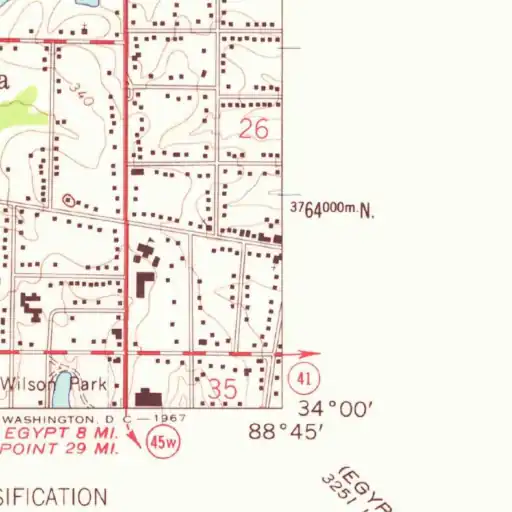 a
340
26
3764000m.N.
41
Wilson Park
35
34°00'
WASHINGTON, D C — 1967
88°45'
EGYPT 8 MI.
45W
POINT 29 MI.
SIFICATION
(EGYP
3251